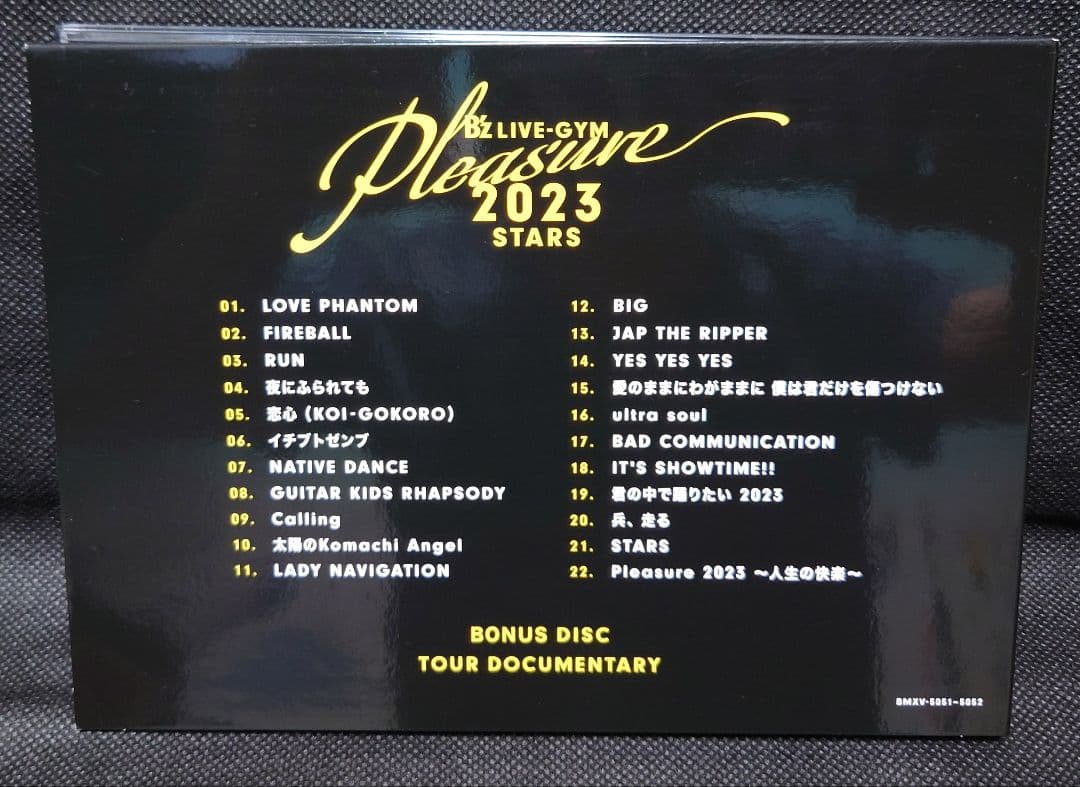 B'z LIVE-GYM
Pleasure
2023
STARS
01. LOVE PHANTOM
02. FIREBALL
03. RUN
04. 夜にふられても
05. 恋心 (KOI-GOKORO)
06. イチブトゼンブ
07. NATIVE DANCE
08. GUITAR KIDS RHAPSODY
09. Calling
10. 太陽のKomachi Angel
11. LADY NAVIGATION
12. BIG
13. JAP THE RIPPER
14. YES YES YES
15. 愛のままにわがままに 僕は君だけを傷つけない
16. ultra soul
17. BAD COMMUNICATION
18. IT'S SHOWTIME!!
19. 君の中で踊りたい 2023
20. 兵、走る
21. STARS
22. Pleasure 2023 〜人生の快楽〜
BONUS DISC
TOUR DOCUMENTARY
BMXV-5051~5052